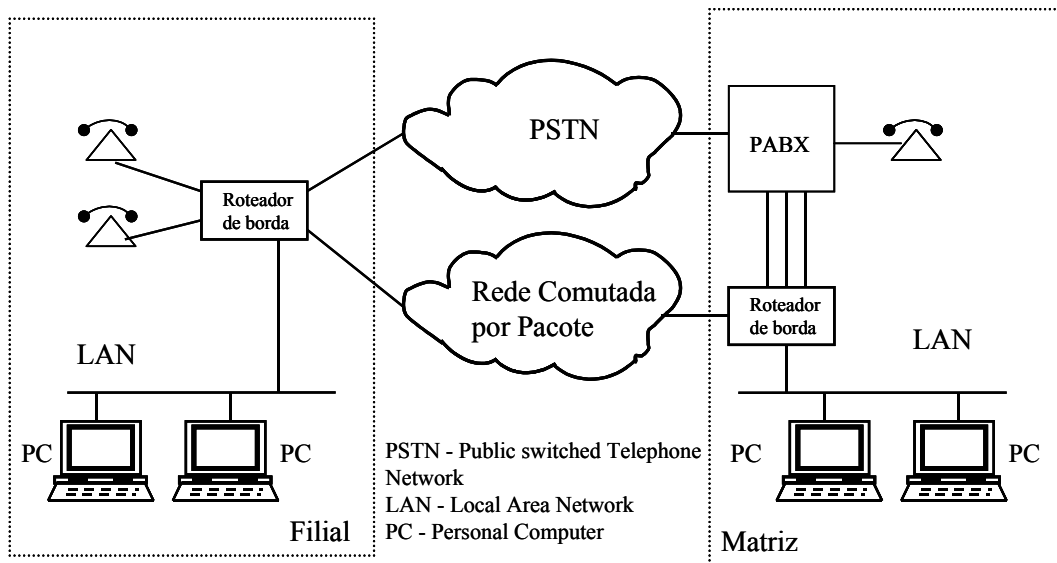 PSTN
PABX
Roteador
de borda
Rede Comutada
por Pacote
Roteador
de borda
LAN
LAN
PC
PC
PC
PC
PSTN - Public switched Telephone
Network
LAN - Local Area Network
PC - Personal Computer
Filial
Matriz